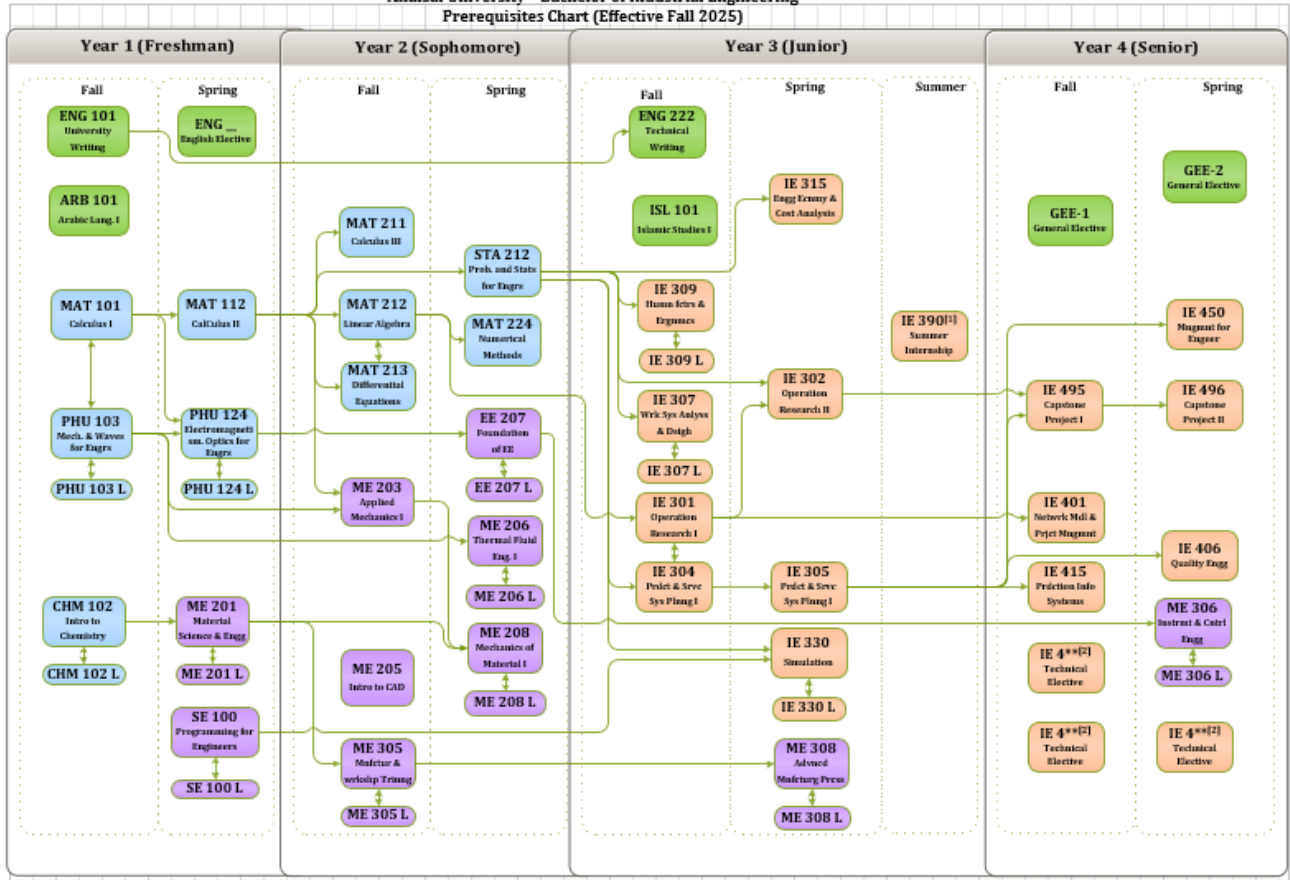 Prerequisites Chart (Effective Fall 2025)
Year 1 (Freshman)
Fall
ENG 101
University
Writing
ARB 101
Arabic Lang. I
MAT 101
Calculus I
PHU 103
Mech. & Waves
for Engrs
PHU 103 L
CHM 102
Intro to
Chemistry
CHM 102 L
Spring
ENG __
English Elective
MAT 112
CalCulus II
PHU 124
Electromagneti
sm. Optics for
Engrs
PHU 124 L
ME 201
Material
Science & Engg
ME 201 L
SE 100
Programming for
Engineers
SE 100 L
Year 2 (Sophomore)
Fall
MAT 211
Calculus III
MAT 212
Linear Algebra
MAT 213
Differential
Equations
ME 203
Applied
Mechanics I
ME 205
Intro to CAD
ME 305
Mnfctur &
wrkshp Trinng
ME 305 L
Spring
STA 212
Prob. and Stats
for Engrs
MAT 224
Numerical
Methods
EE 207
Foundation
of EE
EE 207 L
ME 206
Thermal Fluid
Eng. I
ME 206 L
ME 208
Mechanics of
Material I
ME 208 L
Year 3 (Junior)
Fall
ENG 222
Technical
Writing
ISL 101
Islamic Studies I
IE 309
Humn fctrs &
Ergnmcs
IE 309 L
IE 307
Wrk Sys Anlyss
& Dsigh
IE 307 L
IE 301
Operation
Research I
IE 304
Prdct & Srvc
Sys Plnng I
Spring
IE 315
Engg Ecnmy &
Cost Analysis
IE 302
Operation
Research II
IE 305
Prdct & Srvc
Sys Plnng I
IE 330
Simulation
IE 330 L
ME 308
Advncd
Mnfcturg Press
ME 308 L
Summer
IE 390[1]
Summer
Internship
Year 4 (Senior)
Fall
GEE-1
General Elective
IE 495
Capstone
Project I
IE 401
Netwrk Mdl &
Prjct Mngmnt
IE 415
Prdction Info
Systems
IE 4**[2]
Technical
Elective
IE 4**[2]
Technical
Elective
Spring
GEE-2
General Elective
IE 450
Mngmnt for
Engeer
IE 496
Capstone
Project II
IE 406
Quality Engg
ME 306
Instrmt & Cntrl
Engg
ME 306 L
IE 4**[2]
Technical
Elective